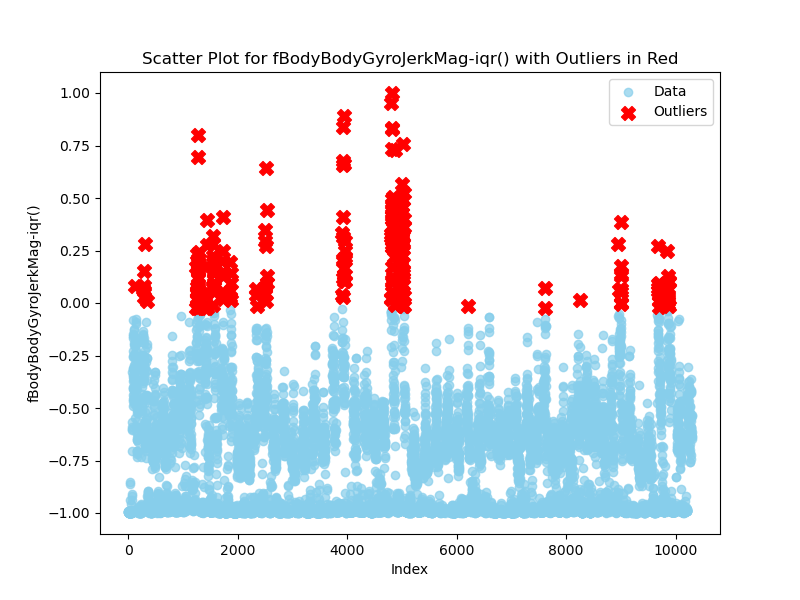 Scatter Plot for fBodyBodyGyroJerkMag-iqr() with Outliers in Red
Data
Outliers
fBodyBodyGyroJerkMag-iqr()
1.00
0.75
0.50
0.25
0.00
−0.25
−0.50
−0.75
−1.00
0 2000 4000 6000 8000 10000
Index